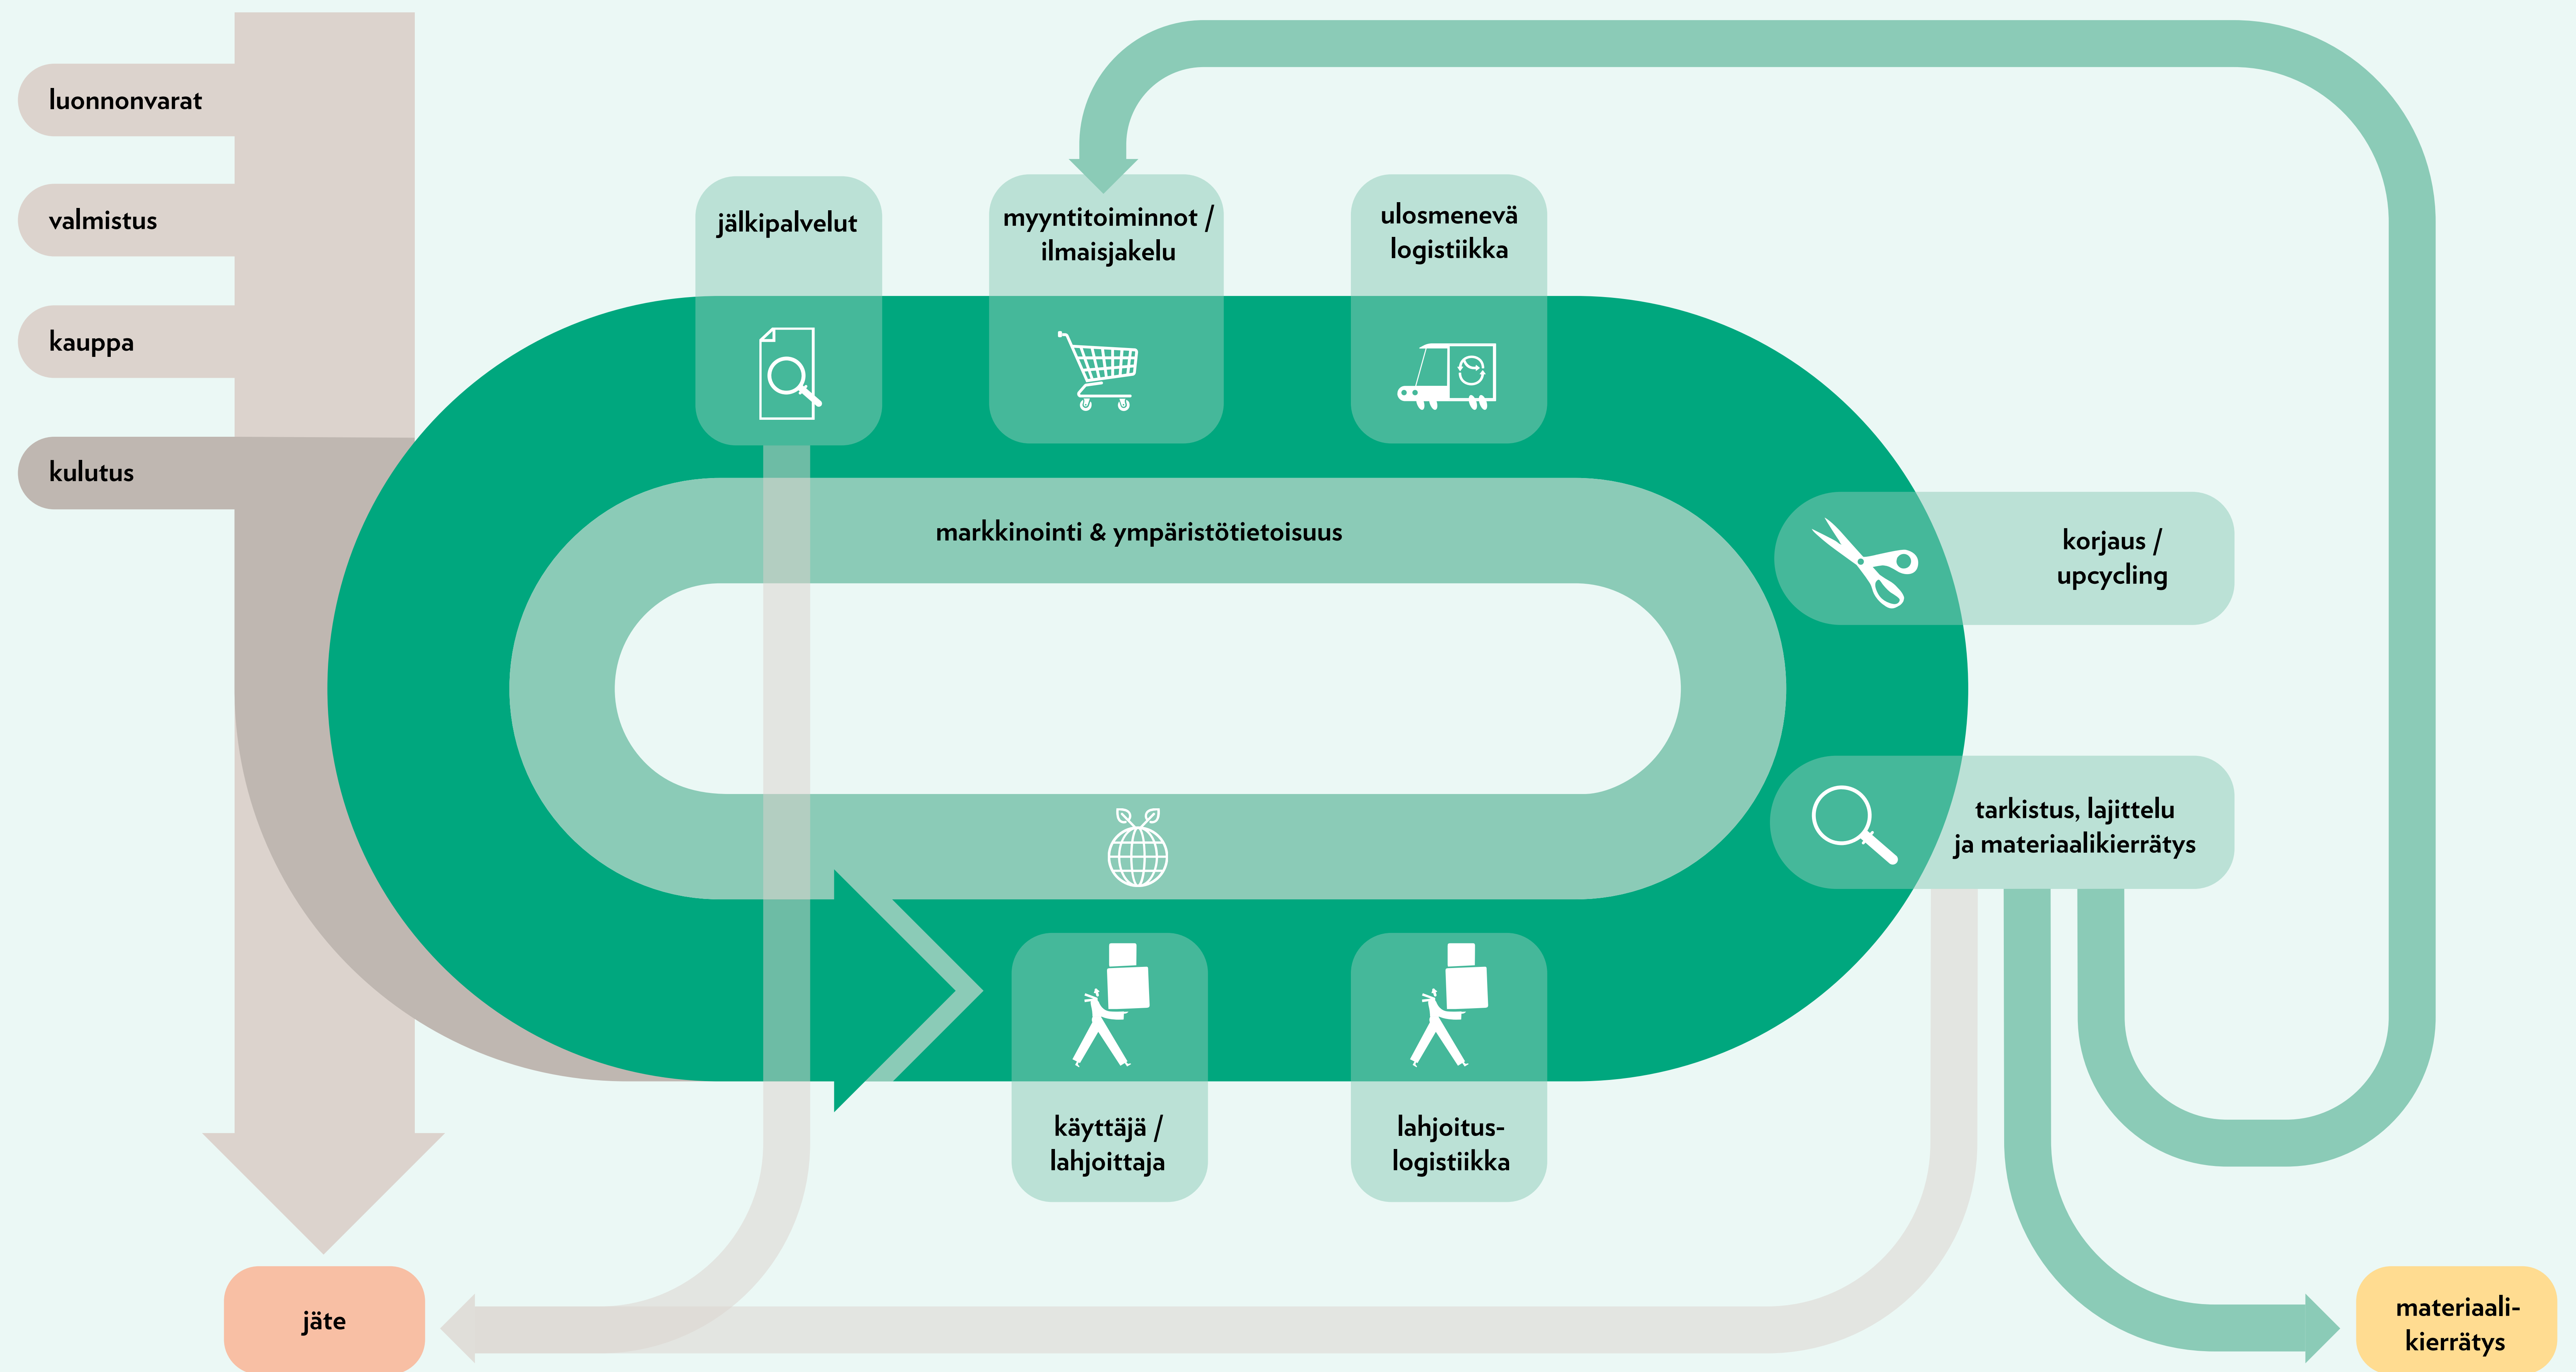 luonnonvarat
valmistus
kauppa
kulutus
jälkipalvelut
myyntitoiminnot /
ilmaisjakelu
ulosmenevä
logistiikka
markkinointi & ympäristötietoisuus
korjaus /
upcycling
tarkistus, lajittelu
ja materiaalikierrätys
käyttäjä /
lahjoittaja
lahjoitus-
logistiikka
jäte
materiaali-
kierrätys